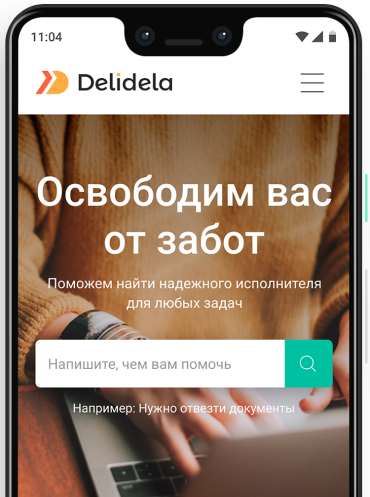 11:04
Delidela
Освободим вас
от забот
Поможем найти надежного исполнителя
для любых задач
Напишите, чем вам помочь
Например: Нужно отвезти документы